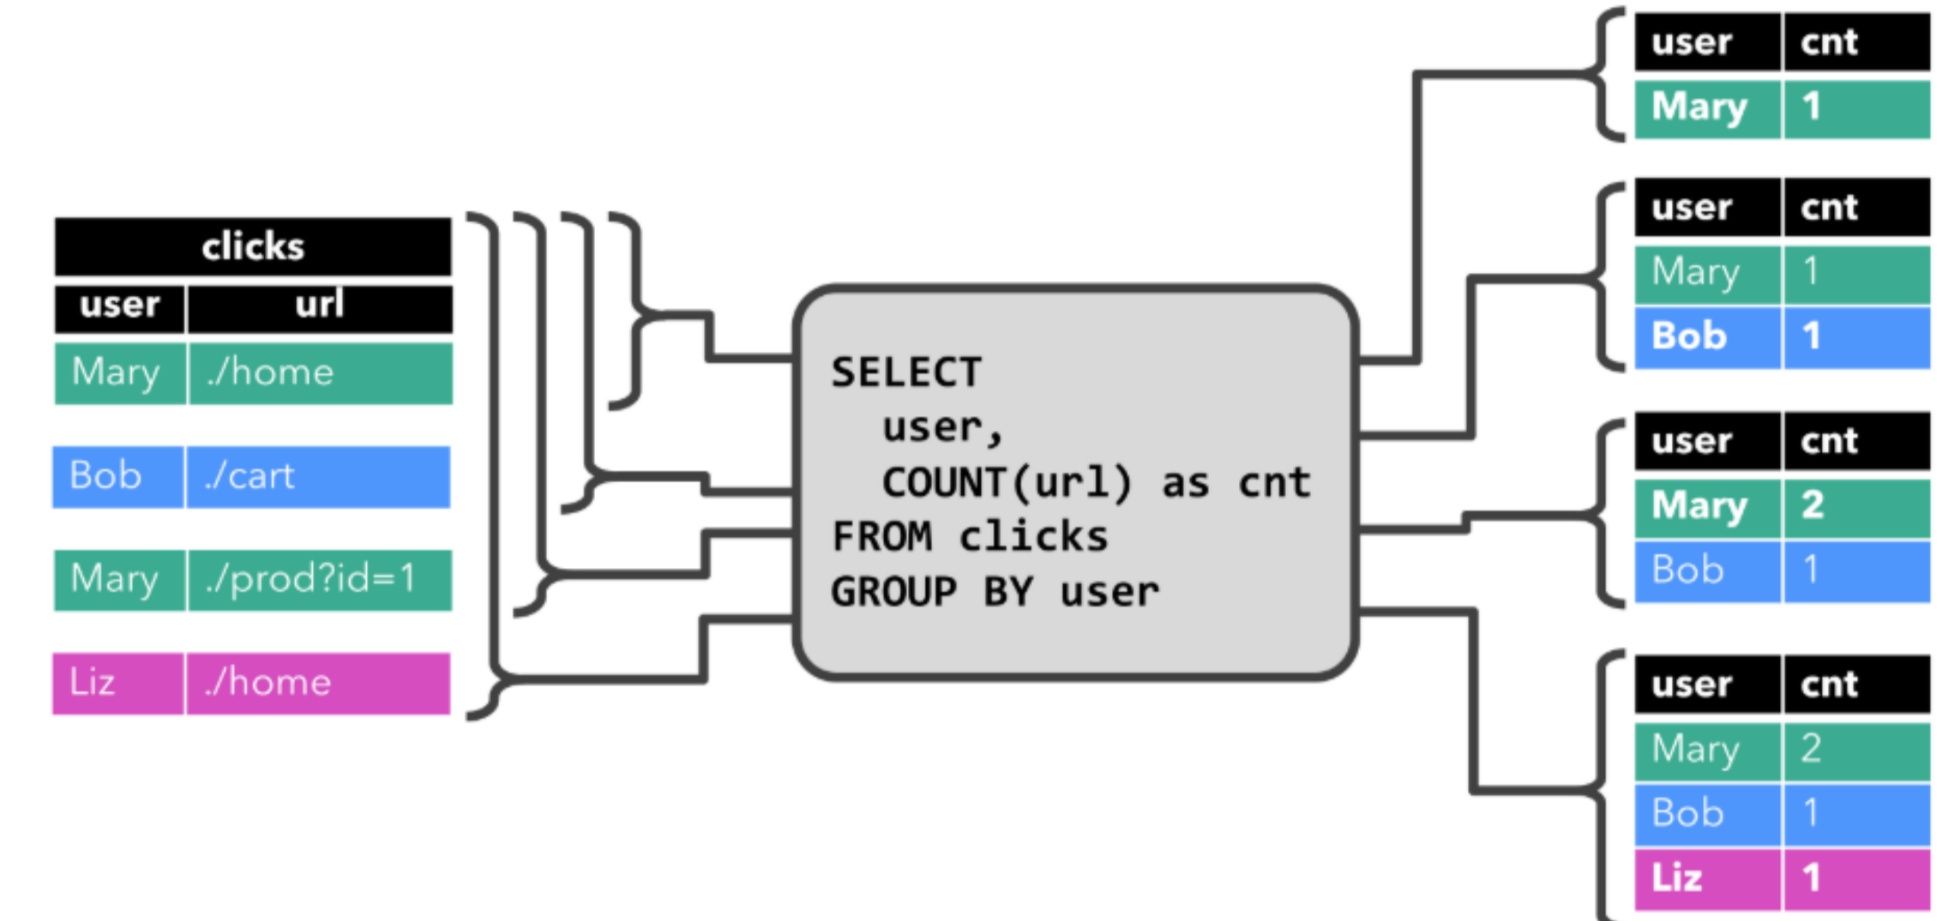 clicks
user url
Mary ./home
Bob ./cart
Mary ./prod?id=1
Liz ./home
SELECT
user,
COUNT(url) as cnt
FROM clicks
GROUP BY user
user cnt
Mary 1
user cnt
Mary 1
Bob 1
user cnt
Mary 2
Bob 1
user cnt
Mary 2
Bob 1
Liz 1